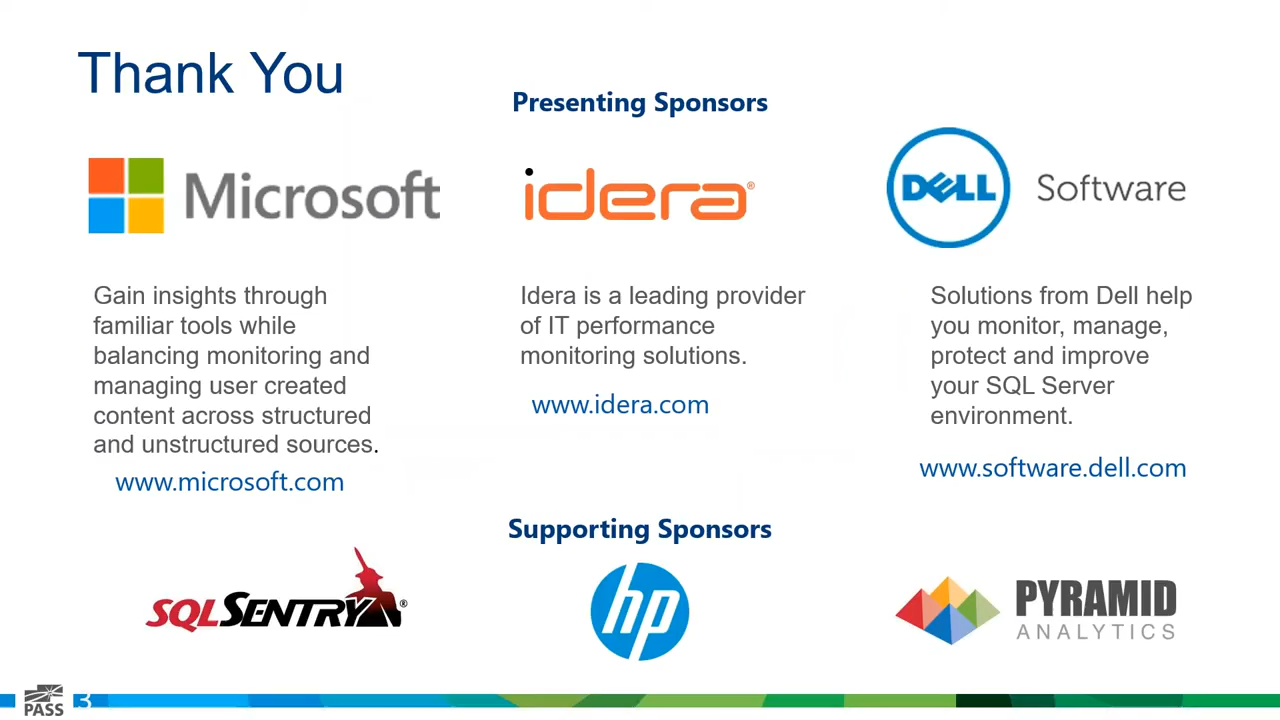 Thank You
Presenting Sponsors
Microsoft
idera®
DELL Software
Gain insights through
familiar tools while
balancing monitoring and
managing user created
content across structured
and unstructured sources.
www.microsoft.com
Idera is a leading provider
of IT performance
monitoring solutions.
www.idera.com
Solutions from Dell help
you monitor, manage,
protect and improve
your SQL Server
environment.
www.software.dell.com
Supporting Sponsors
SQL SENTRY®
hp
PYRAMID
ANALYTICS
PASS
3